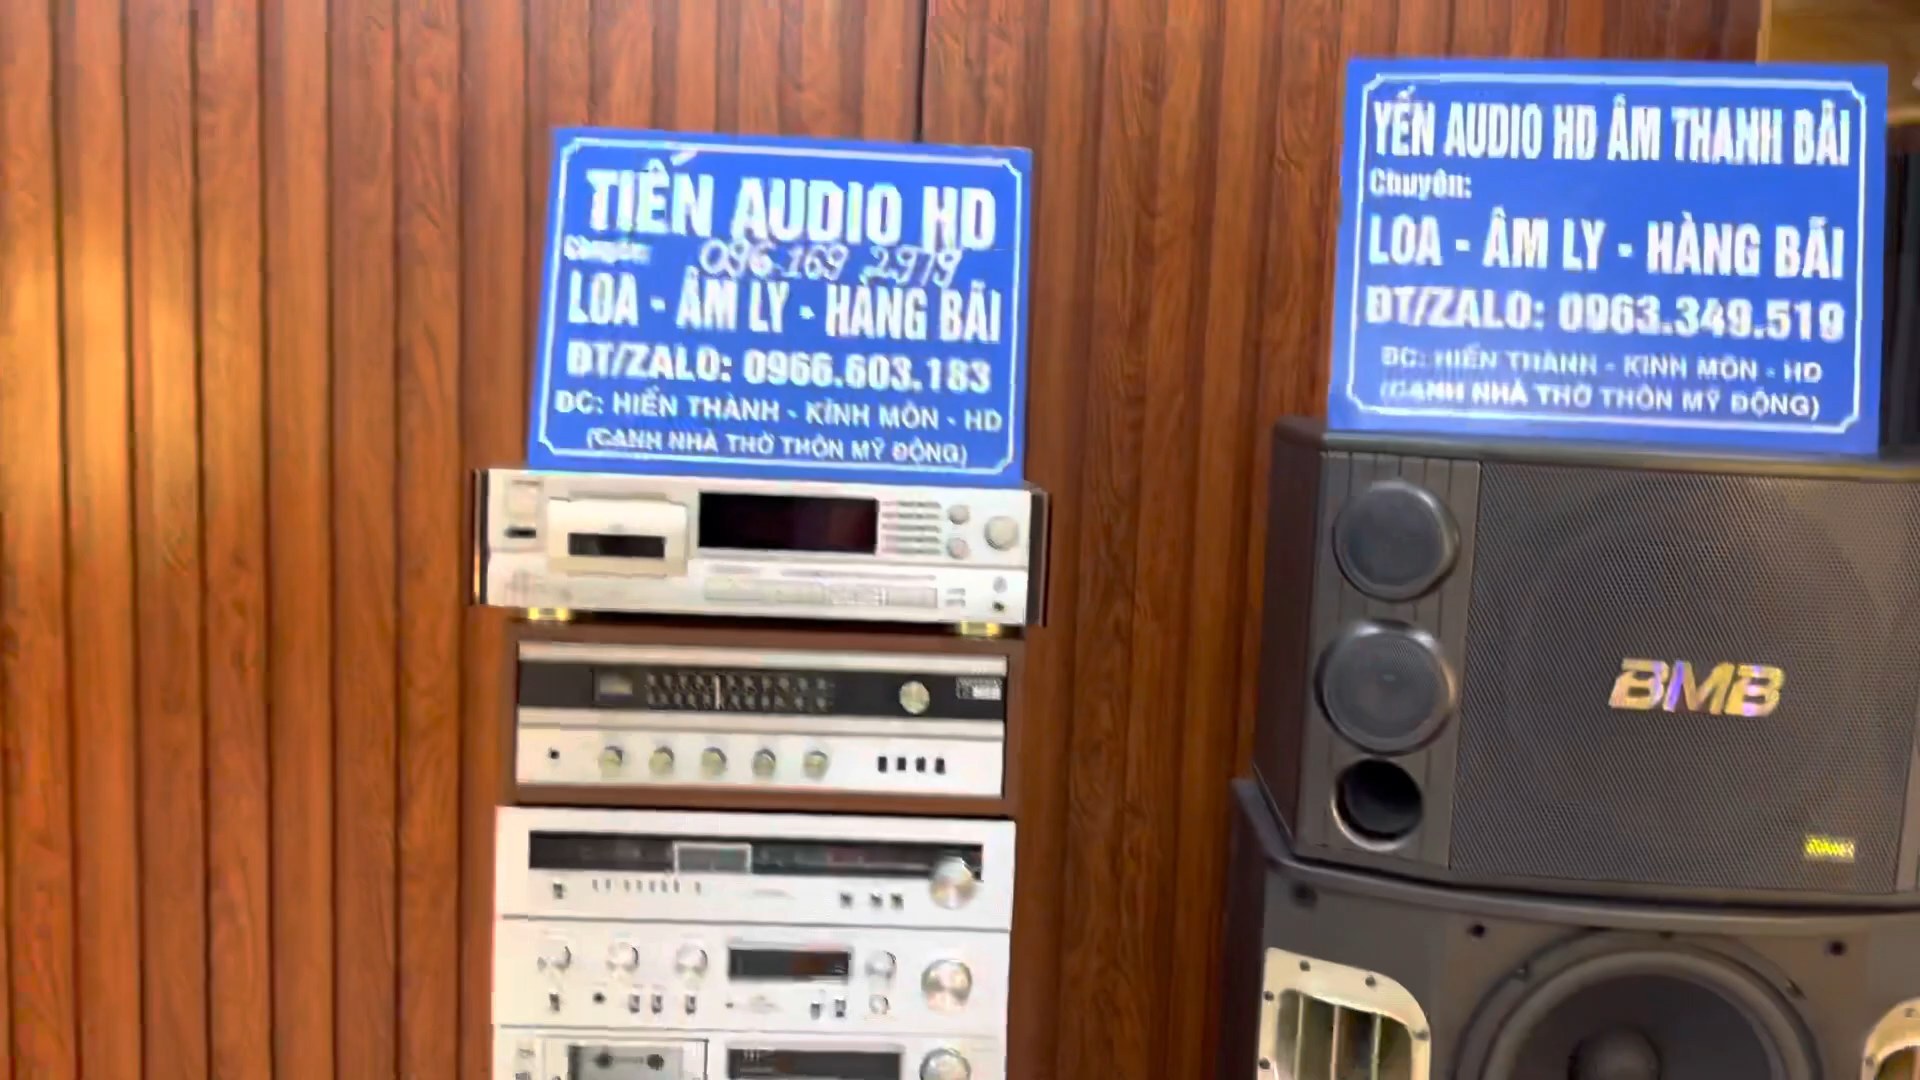 TIẾN AUDIO HD
Chuyên: 096.169.2979
LOA - ÂM LY - HÀNG BÃI
ĐT/ZALO: 0966.603.183
ĐC: HIẾN THÀNH - KINH MÔN - HD
(CẠNH NHÀ THỜ THÔN MỸ ĐỘNG)
YẾN AUDIO HD ÂM THANH BÃI
Chuyên:
LOA - ÂM LY - HÀNG BÃI
ĐT/ZALO: 0963.349.519
ĐC: HIẾN THÀNH - KINH MÔN - HD
(CẠNH NHÀ THỜ THÔN MỸ ĐỘNG)
BMB